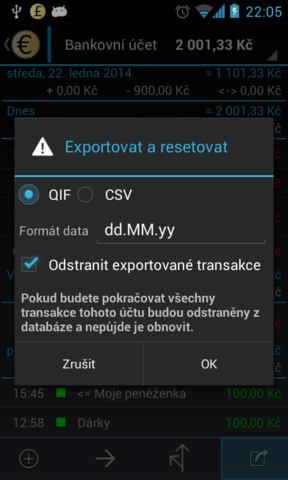 22:05
Bankovní účet 2 001,33 Kč
středa, 22. ledna 2014 = 1 101,33 Kč
+ 0,00 Kč - 900,00 Kč <-> 0,00 Kč
Dnes = 2 001,33 Kč
Exportovat a resetovat
QIF CSV
Formát data dd.MM.yy
Odstranit exportované transakce
Pokud budete pokračovat všechny
transakce tohoto účtu budou odstraněny z
databáze a nepůjde je obnovit.
Zrušit OK
15:45 <= Moje peněženka 100,00 Kč
12:58 Dárky 100,00 Kč